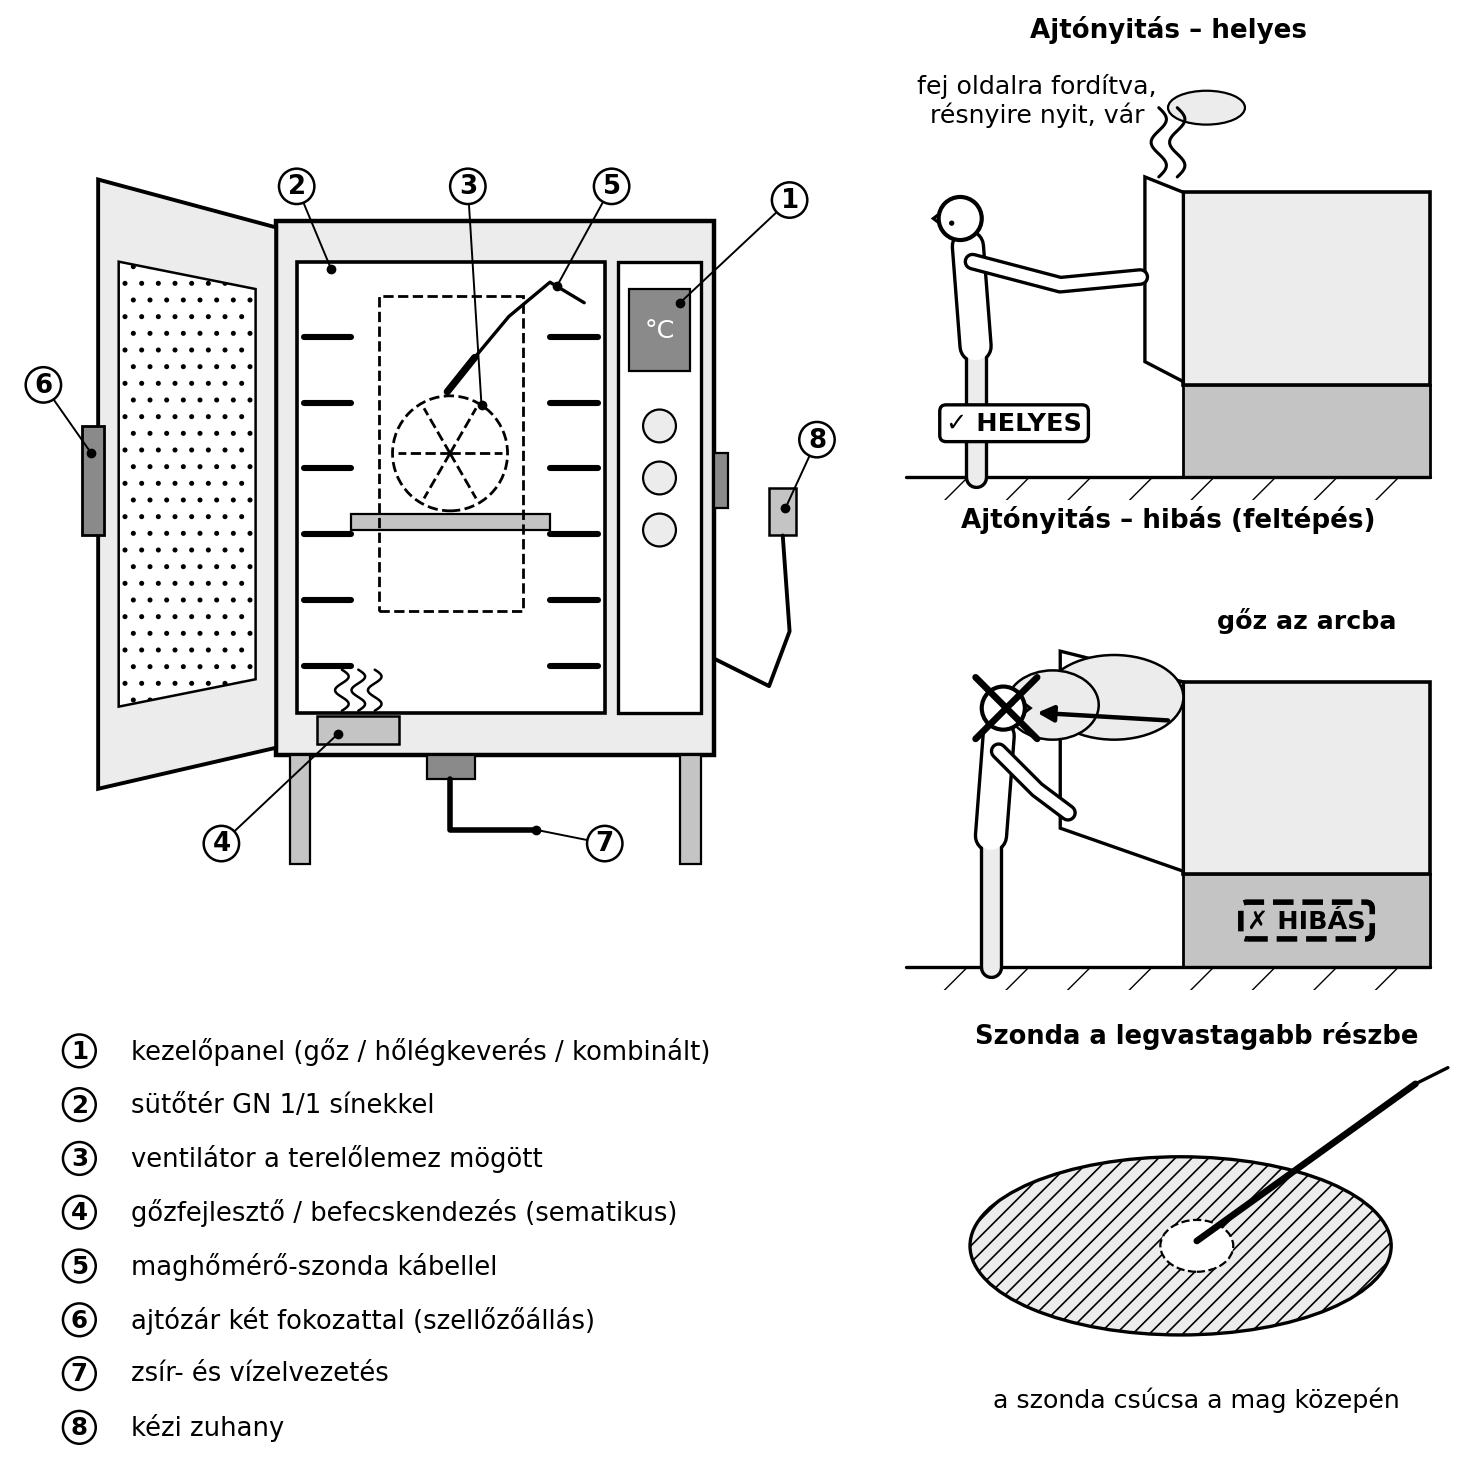 Ajtónyitás – helyes
fej oldalra fordítva,
résnyire nyit, vár
2
3
5
1
°C
6
8
✓ HELYES
Ajtónyitás – hibás (feltépés)
gőz az arcba
4
7
✗ HIBÁS
1 kezelőpanel (gőz / hőlégkeverés / kombinált)
2 sütőtér GN 1/1 sínekkel
3 ventilátor a terelőlemez mögött
4 gőzfejlesztő / befecskendezés (sematikus)
5 maghőmérő-szonda kábellel
6 ajtózár két fokozattal (szellőzőállás)
7 zsír- és vízelvezetés
8 kézi zuhany
Szonda a legvastagabb részbe
a szonda csúcsa a mag közepén